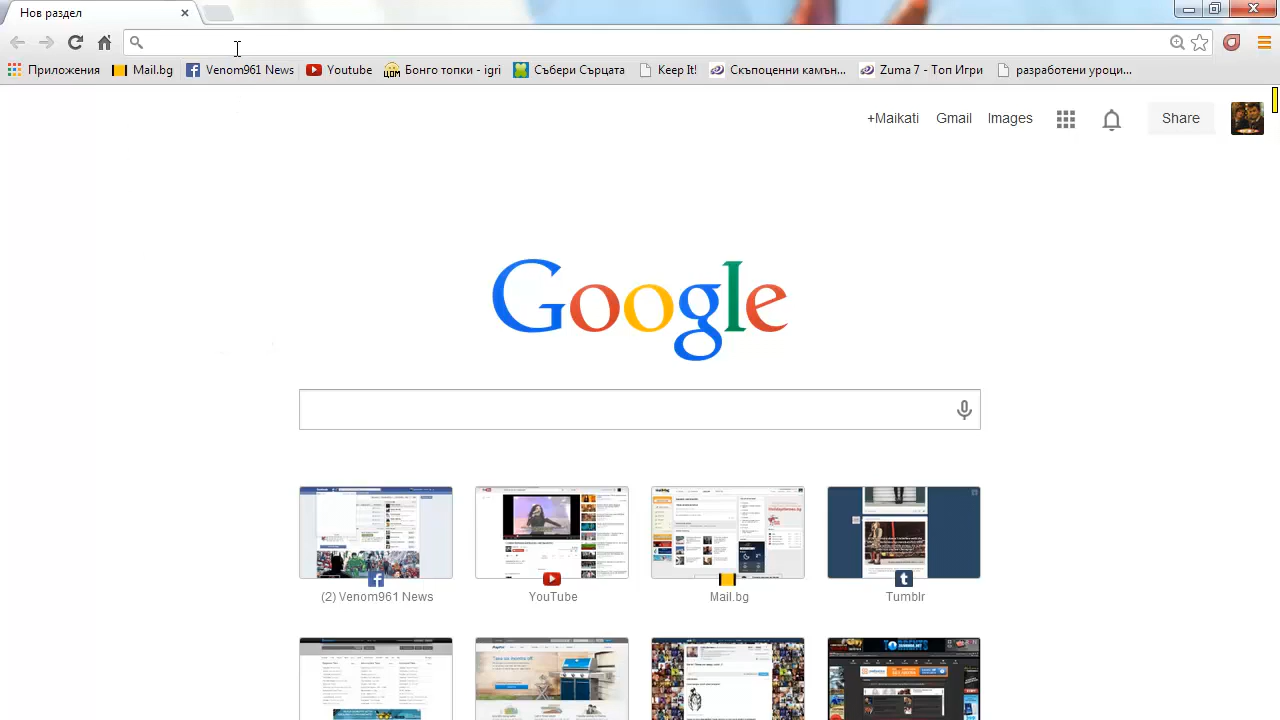 Нов раздел
Приложения Mail.bg Venom961 News Youtube Бонго топки - igri Събери Сърцата Keep It! Скъпоценни камън... Zuma 7 - Топ Игри разработени уроци...
+Maikati Gmail Images Share
Google
(2) Venom961 News YouTube Mail.bg Tumblr